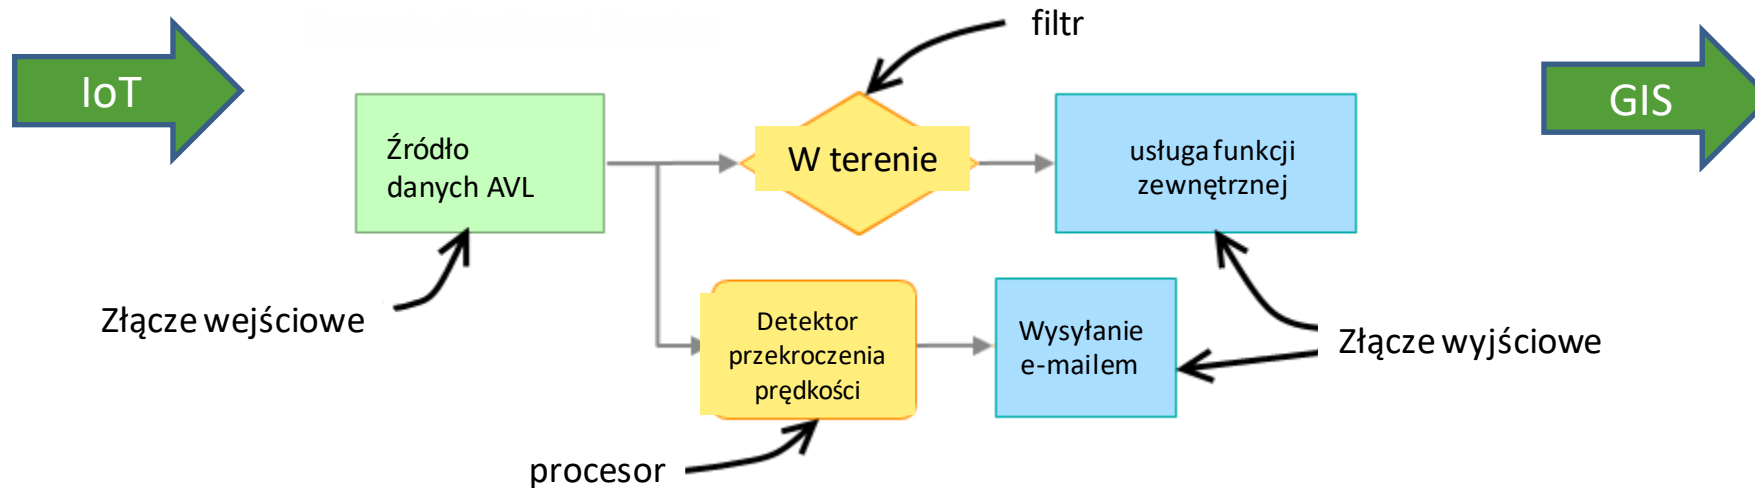 filtr
IoT
GIS
Źródło
danych AVL
W terenie
usługa funkcji
zewnętrznej
Złącze wejściowe
Detektor
przekroczenia
prędkości
Wysyłanie
e-mailem
Złącze wyjściowe
procesor